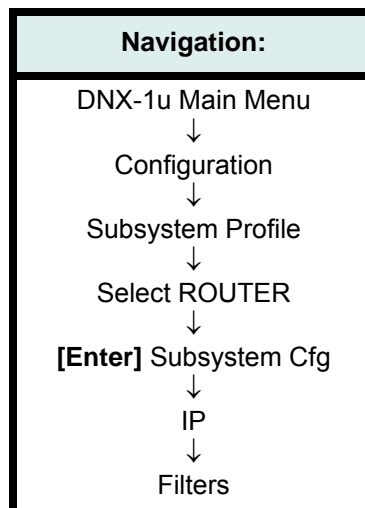 Navigation:
DNX-1u Main Menu
↓
Configuration
↓
Subsystem Profile
↓
Select ROUTER
↓
[Enter] Subsystem Cfg
↓
IP
↓
Filters